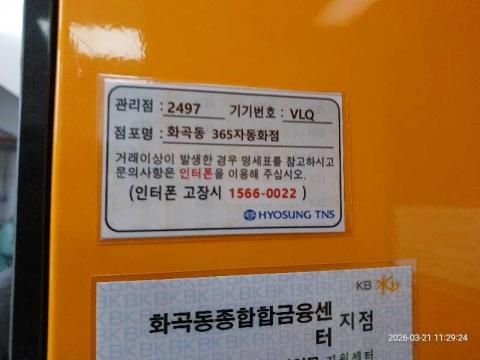 관리점 : 2497 기기번호 : VLQ
점포명 : 화곡동 365자동화점
거래이상이 발생한 경우 명세표를 참고하시고
문의사항은 인터폰을 이용해 주십시오.
(인터폰 고장시 1566-0022 )
HYOSUNG TNS
KB
화곡동종합합금융센
터 지점
2026-03-21 11:29:24